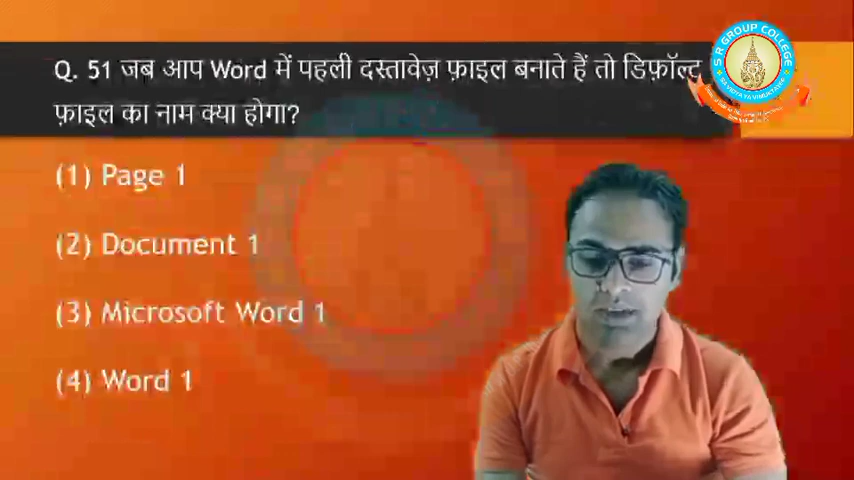 Q. 51 जब आप Word में पहली दस्तावेज़ फ़ाइल बनाते हैं तो डिफ़ॉल्ट
फ़ाइल का नाम क्या होगा?
(1) Page 1
(2) Document 1
(3) Microsoft Word 1
(4) Word 1
S R GROUP COLLEGE